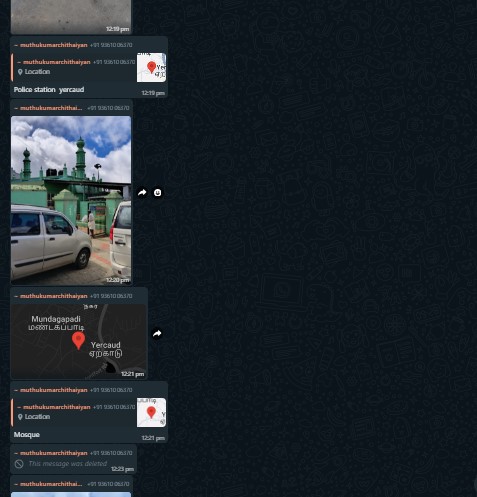 12:19 pm
~ muthukumarchithaiyan +91 93610 06370
~ muthukumarchithaiyan +91 93610 06370
Location
Police station yercaud
12:19 pm
~ muthukumarchithai... +91 93610 06370
12:20 pm
~ muthukumarchithaiyan +91 93610 06370
Mundagapadi
மண்டகப்பாடி
Yercaud
ഏറകാடு
12:21 pm
~ muthukumarchithaiyan +91 93610 06370
~ muthukumarchithaiyan +91 93610 06370
Location
Mosque
12:21 pm
~ muthukumarchithaiyan +91 93610 06370
This message was deleted
12:23 pm
~ muthukumarchithaiyan +91 93610 06370